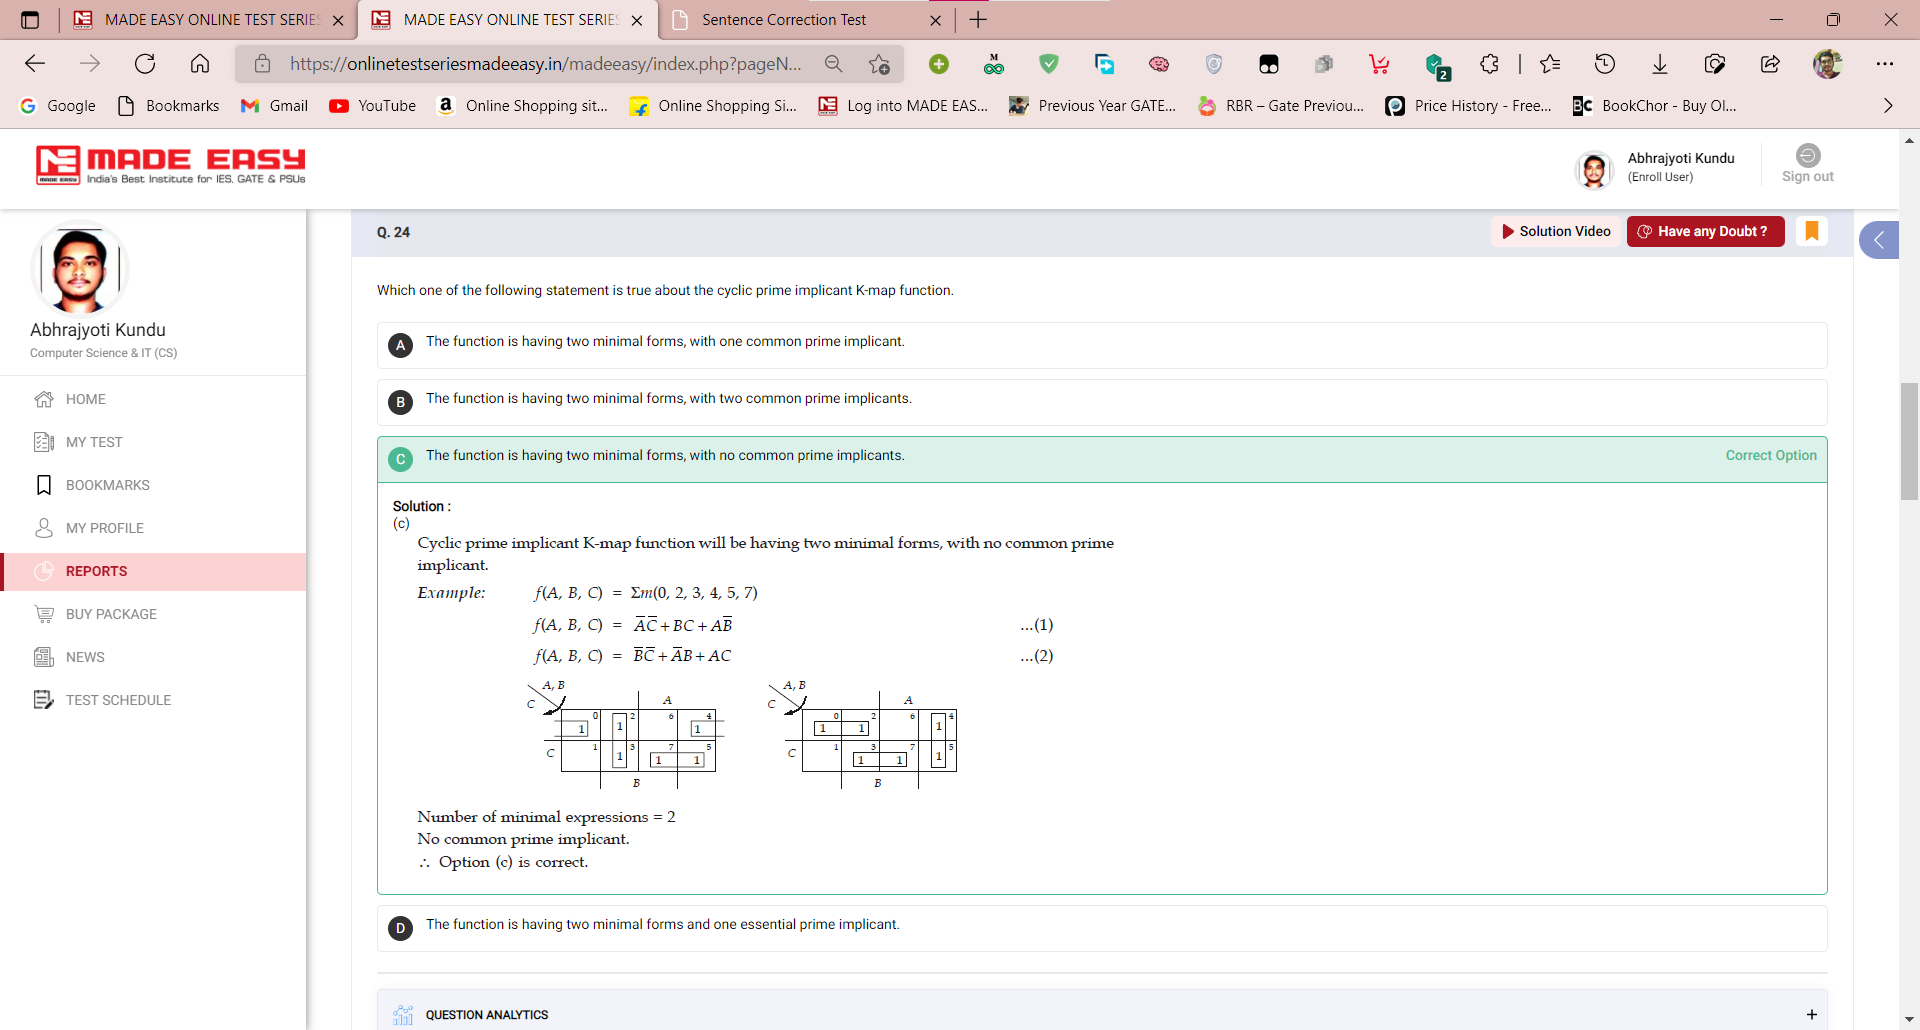 MADE EASY ONLINE TEST SERIES
MADE EASY ONLINE TEST SERIES
Sentence Correction Test
https://onlinetestseriesmadeeasy.in/madeeasy/index.php?pageN...
M
2
Google
Bookmarks
Gmail
YouTube
Online Shopping sit...
Online Shopping Si...
Log into MADE EAS...
Previous Year GATE...
RBR – Gate Previou...
Price History - Free...
BookChor - Buy Ol...
MADE EASY
India's Best Institute for IES, GATE & PSUs
Abhrajyoti Kundu
(Enroll User)
Sign out
Abhrajyoti Kundu
Computer Science & IT (CS)
HOME
MY TEST
BOOKMARKS
MY PROFILE
REPORTS
BUY PACKAGE
NEWS
TEST SCHEDULE
Q. 24
Solution Video
Have any Doubt ?
Which one of the following statement is true about the cyclic prime implicant K-map function.
A The function is having two minimal forms, with one common prime implicant.
B The function is having two minimal forms, with two common prime implicants.
C The function is having two minimal forms, with no common prime implicants. Correct Option
Solution :
(c)
Cyclic prime implicant K-map function will be having two minimal forms, with no common prime
implicant.
Example: f(A, B, C) = Σm(0, 2, 3, 4, 5, 7)
f(A, B, C) = A̅C̅ + BC + AB̅ ...(1)
f(A, B, C) = B̅C̅ + A̅B + AC ...(2)
A, B
C
A
0 2 6 4
1 1 1
C
1 3 7 5
1 1 1
B
A, B
C
A
0 2 6 4
1 1 1
C
1 3 7 5
1 1 1
B
Number of minimal expressions = 2
No common prime implicant.
∴ Option (c) is correct.
D The function is having two minimal forms and one essential prime implicant.
QUESTION ANALYTICS +